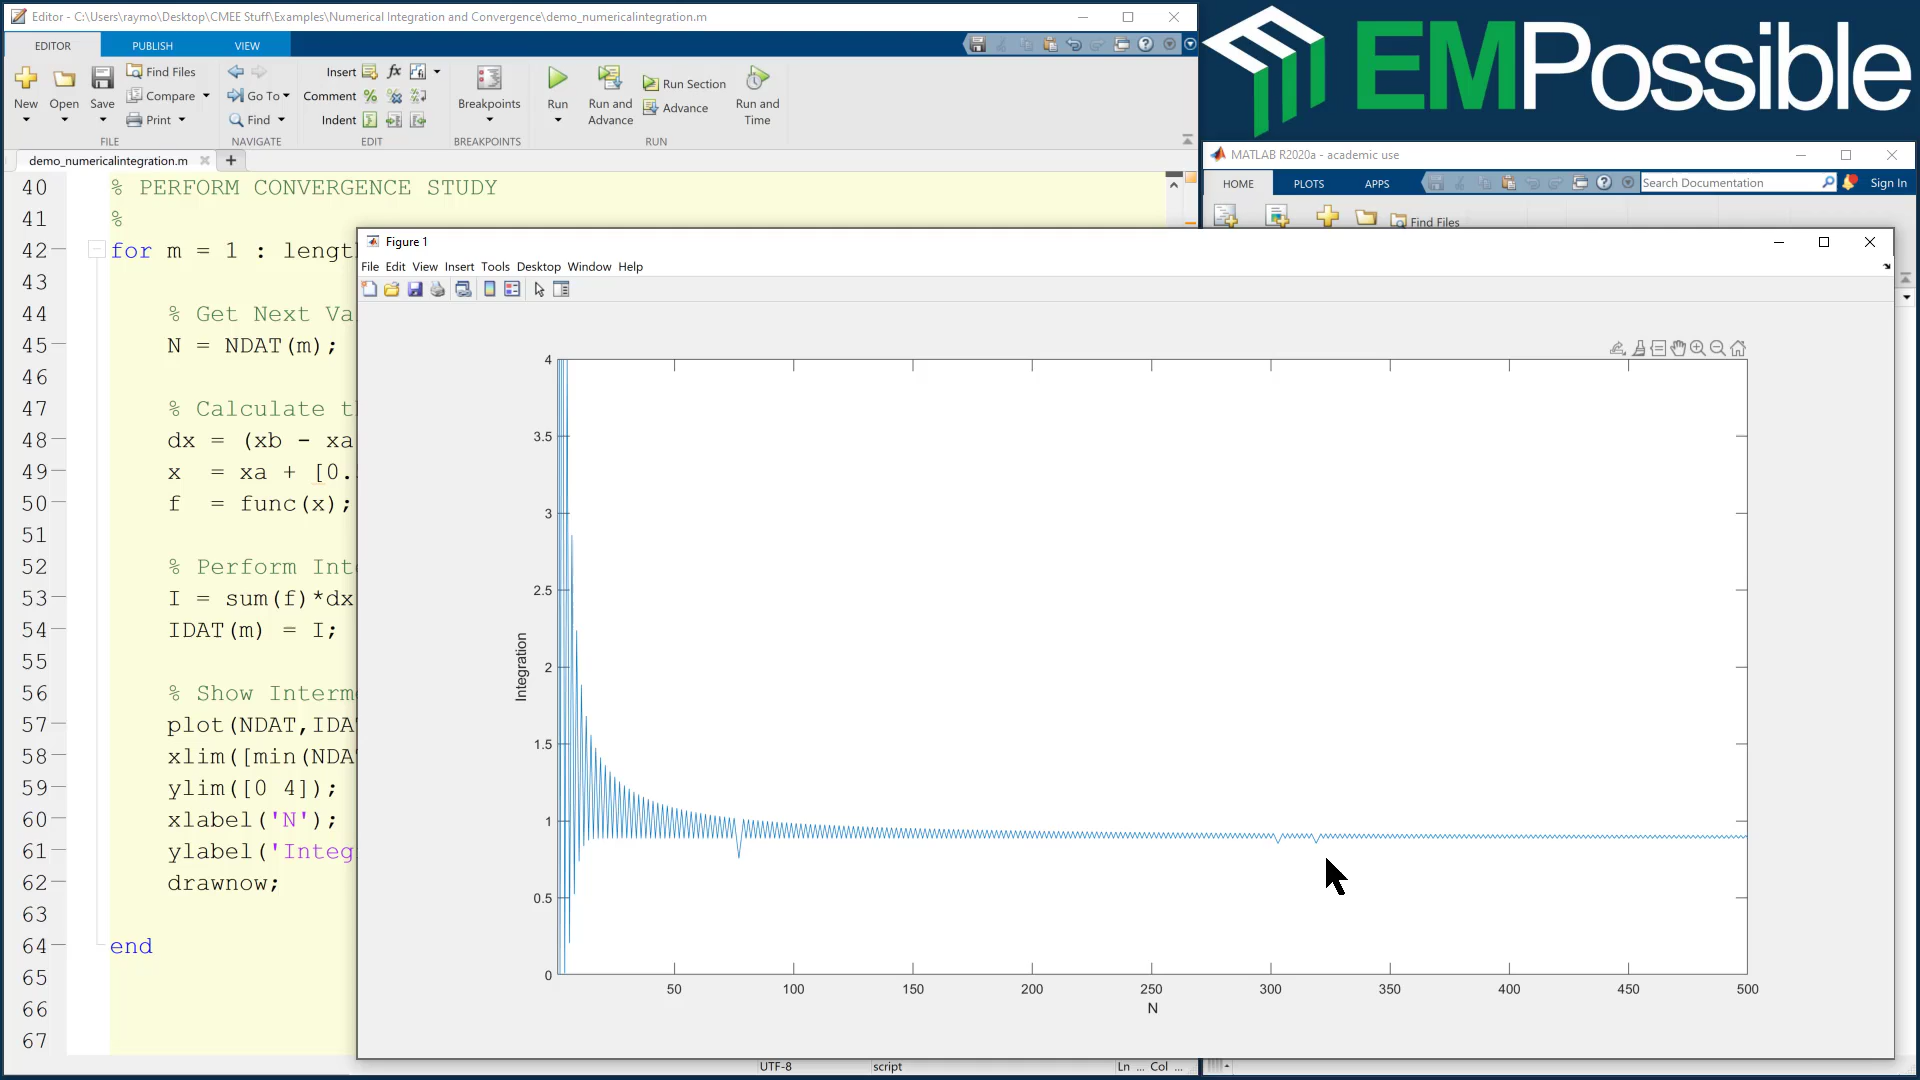 Editor - C:\Users\raymo\Desktop\CMEE Stuff\Examples\Numerical Integration and Convergence\demo_numericalintegration.m
EDITOR PUBLISH VIEW
New Open Save
Find Files
Compare
Print
FILE
Go To
Find
NAVIGATE
Insert fx
Comment
Indent
EDIT
Breakpoints
BREAKPOINTS
Run
Run and Advance
Run Section
Advance
Run and Time
RUN
demo_numericalintegration.m
40 % PERFORM CONVERGENCE STUDY
41 %
42 for m = 1 : lengt
43
44 % Get Next Va
45 N = NDAT(m);
46
47 % Calculate t
48 dx = (xb - xa
49 x = xa + [0.
50 f = func(x);
51
52 % Perform Int
53 I = sum(f)*dx
54 IDAT(m) = I;
55
56 % Show Interm
57 plot(NDAT,IDA
58 xlim([min(NDA
59 ylim([0 4]);
60 xlabel('N');
61 ylabel('Integ
62 drawnow;
63
64 end
65
66
67
UTF-8 script Ln ... Col ...
EMPossible
MATLAB R2020a - academic use
HOME PLOTS APPS Search Documentation Sign In
Find Files
Figure 1
File Edit View Insert Tools Desktop Window Help
4
3.5
3
2.5
2
1.5
1
0.5
0
Integration
50 100 150 200 250 300 350 400 450 500
N